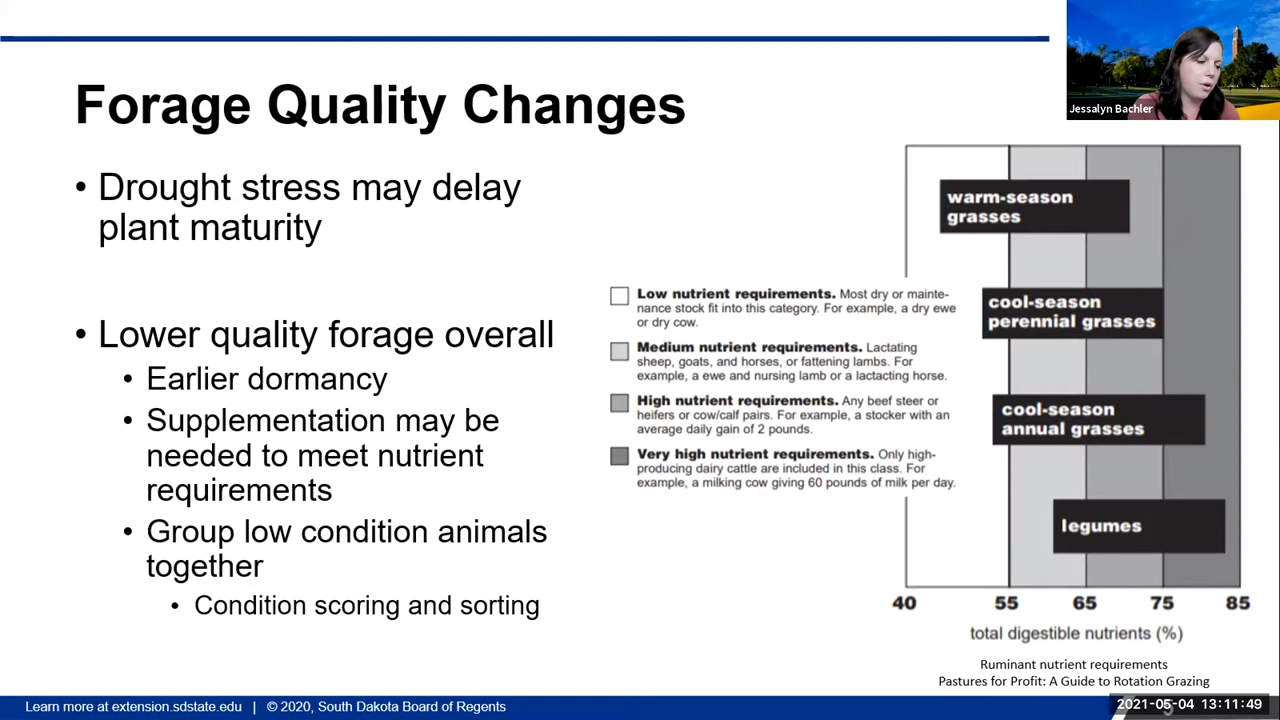 Forage Quality Changes
Jessalyn Bachler
• Drought stress may delay
plant maturity
• Lower quality forage overall
• Earlier dormancy
• Supplementation may be
needed to meet nutrient
requirements
• Group low condition animals
together
• Condition scoring and sorting
Low nutrient requirements. Most dry or mainte-
nance stock fit into this category. For example, a dry ewe
or dry cow.
Medium nutrient requirements. Lactating
sheep, goats, and horses, or fattening lambs. For
example, a ewe and nursing lamb or a lactacting horse.
High nutrient requirements. Any beef steer or
heifers or cow/calf pairs. For example, a stocker with an
average daily gain of 2 pounds.
Very high nutrient requirements. Only high-
producing dairy cattle are included in this class. For
example, a milking cow giving 60 pounds of milk per day.
warm-season
grasses
cool-season
perennial grasses
cool-season
annual grasses
legumes
40 55 65 75 85
total digestible nutrients (%)
Ruminant nutrient requirements
Pastures for Profit: A Guide to Rotation Grazing
Learn more at extension.sdstate.edu | © 2020, South Dakota Board of Regents
2021-05-04 13:11:49